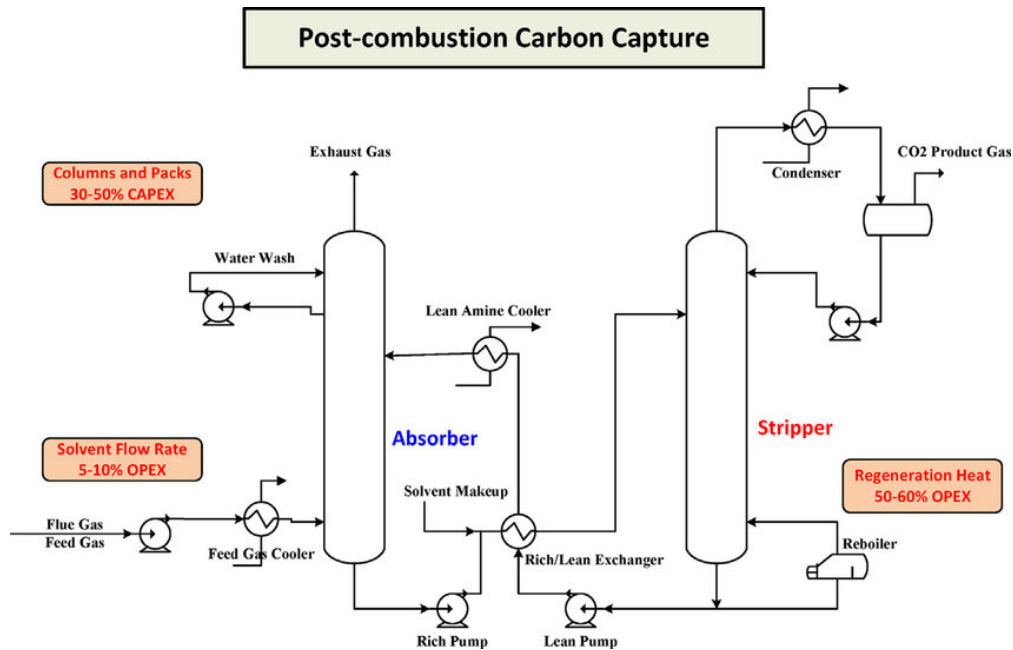 Post-combustion Carbon Capture
Exhaust Gas
Columns and Packs
30-50% CAPEX
Water Wash
Condenser
CO2 Product Gas
Lean Amine Cooler
Absorber
Stripper
Solvent Flow Rate
5-10% OPEX
Regeneration Heat
50-60% OPEX
Solvent Makeup
Flue Gas
Feed Gas
Feed Gas Cooler
Rich/Lean Exchanger
Reboiler
Rich Pump
Lean Pump